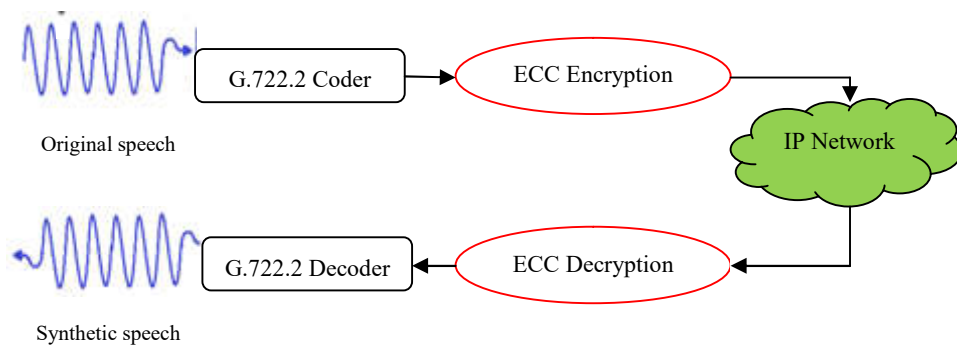 G.722.2 Coder
ECC Encryption
IP Network
Original speech
G.722.2 Decoder
ECC Decryption
Synthetic speech